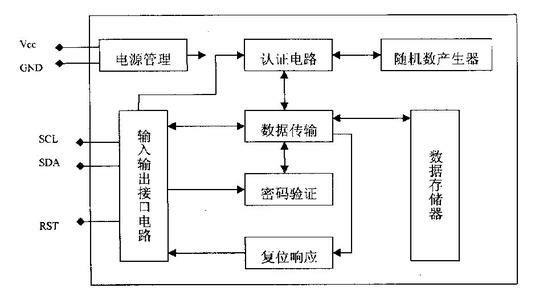 Vcc
GND
电源管理
认证电路
随机数产生器
SCL
SDA
RST
输入输出接口电路
数据传输
密码验证
复位响应
数据存储器